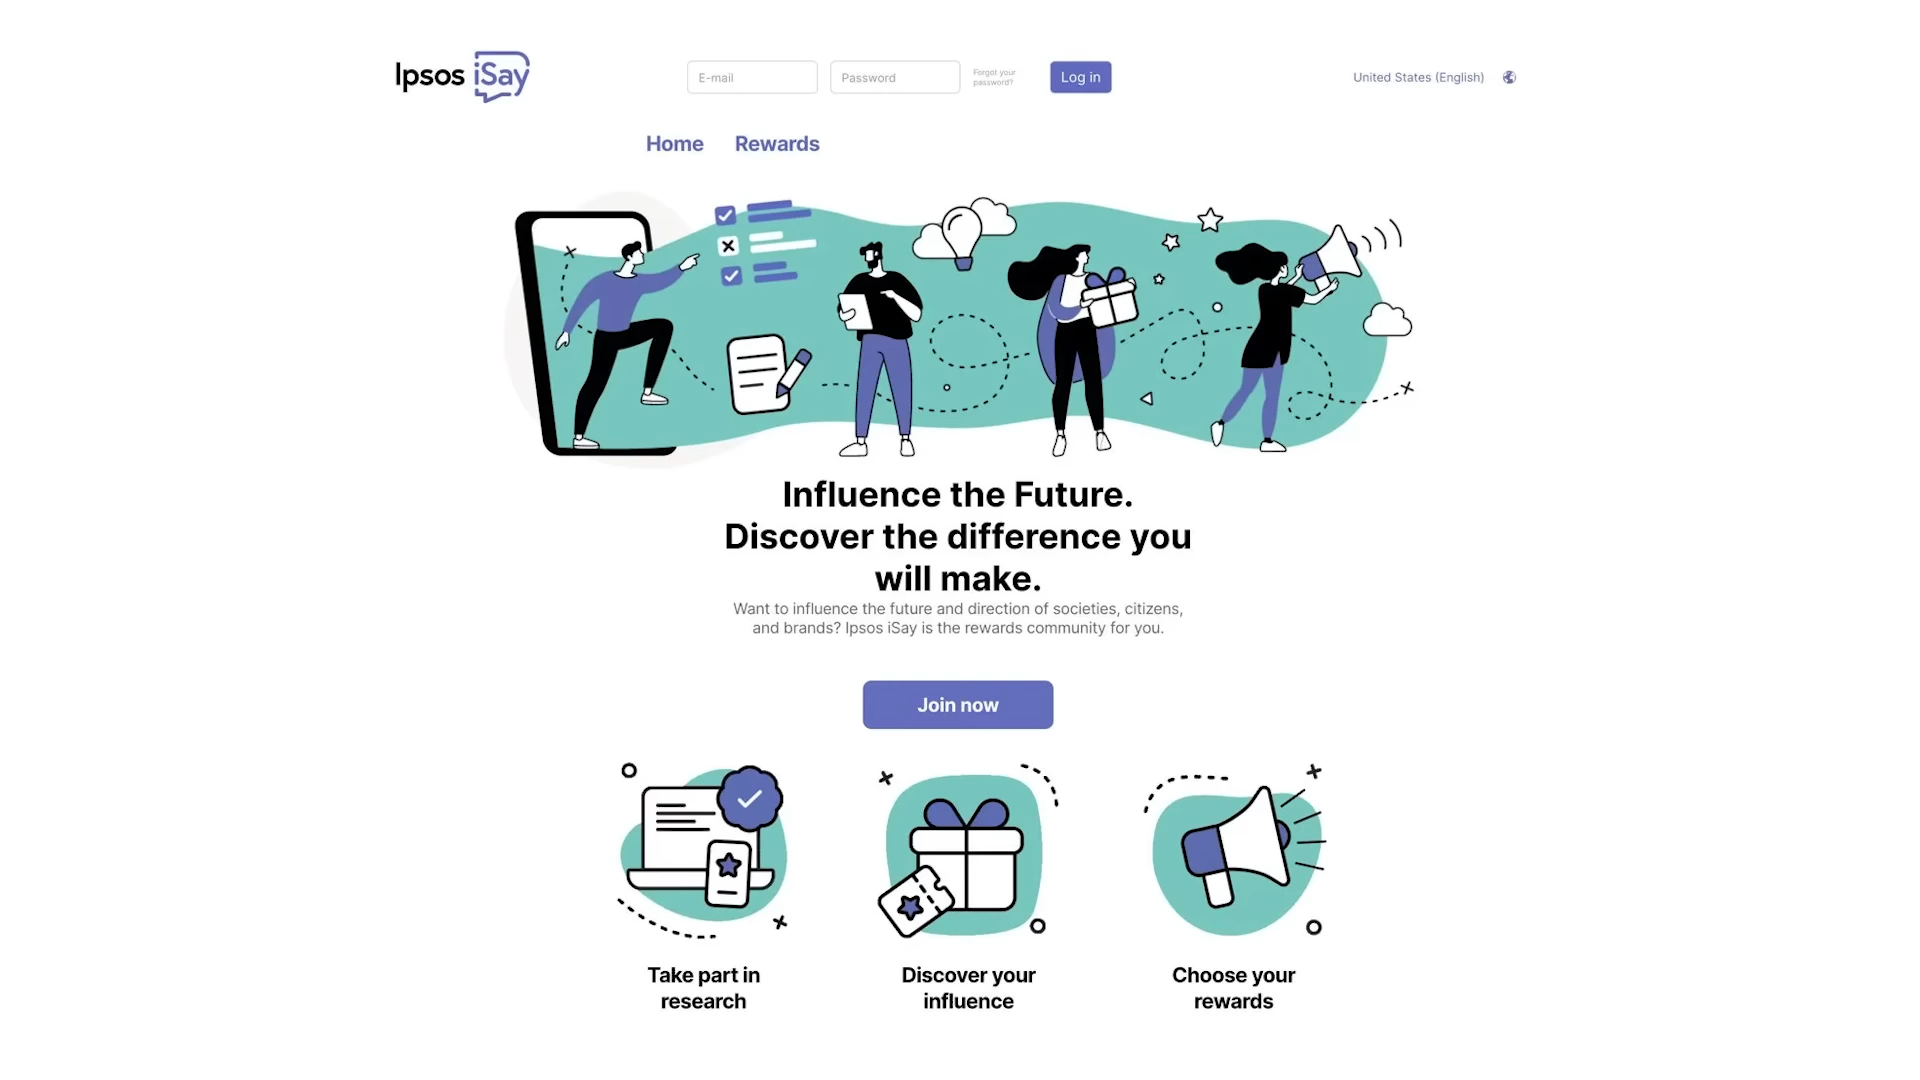 Ipsos iSay
E-mail
Password
Forgot your
password?
Log in
United States (English)
Home
Rewards
Influence the Future.
Discover the difference you
will make.
Want to influence the future and direction of societies, citizens,
and brands? Ipsos iSay is the rewards community for you.
Join now
Take part in
research
Discover your
influence
Choose your
rewards